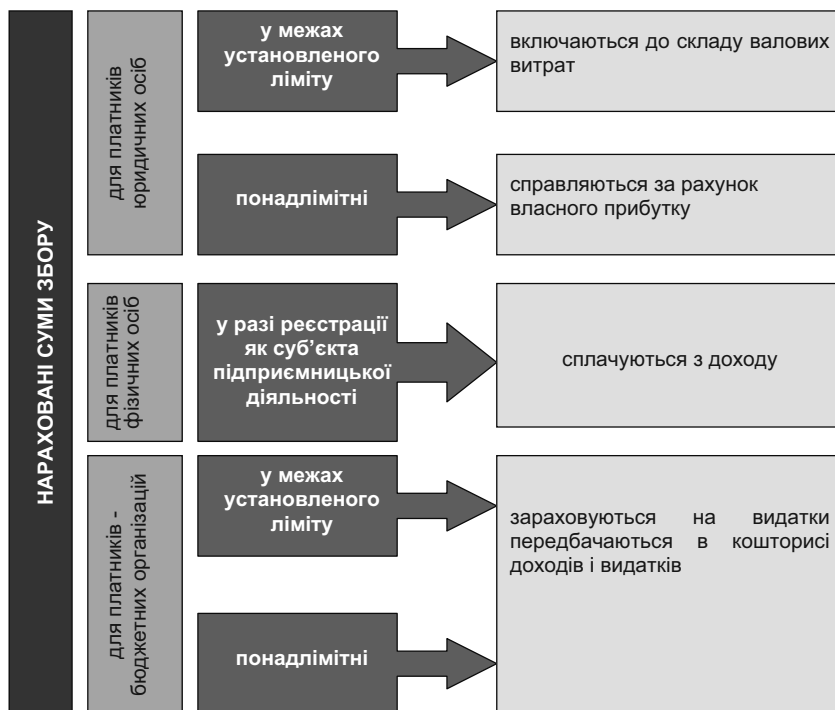 НАРАХОВАНІ СУМИ ЗБОРУ
для платників
юридичних осіб
у межах
установленого
ліміту
включаються до складу валових
витрат
понадлімітні
справляються за рахунок
власного прибутку
для платників
фізичних осіб
у разі реєстрації
як суб’єкта
підприємницької
діяльності
сплачуються з доходу
для платників -
бюджетних організацій
у межах
установленого
ліміту
понадлімітні
зараховуються на видатки
передбачаються в кошторисі
доходів і видатків